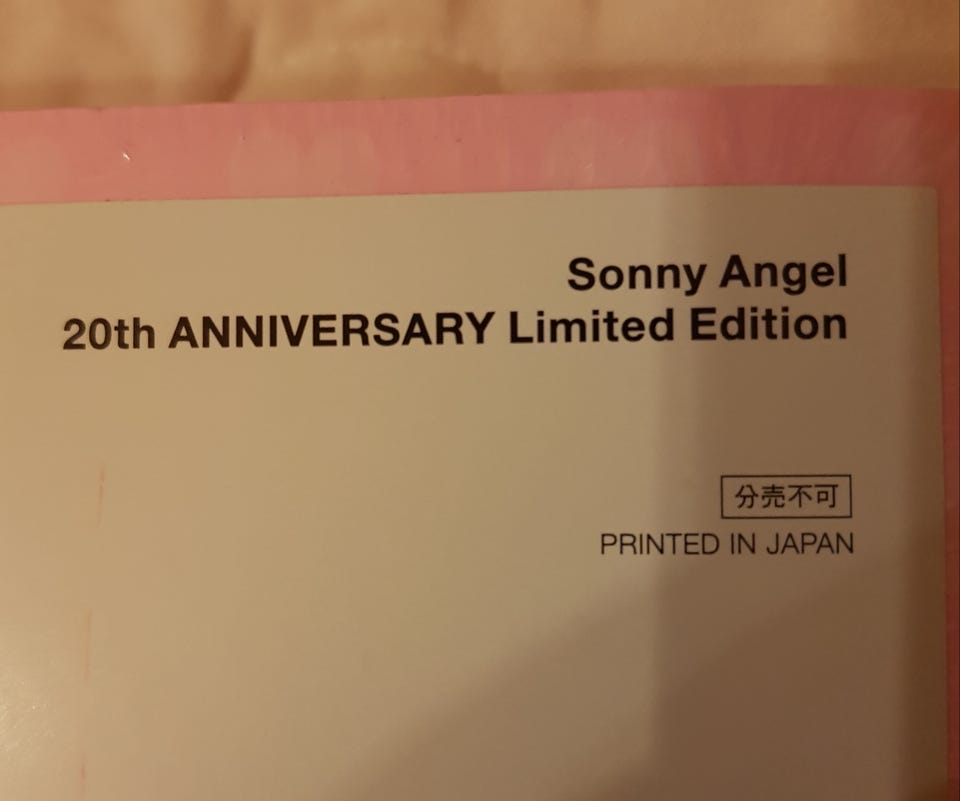 Sonny Angel
20th ANNIVERSARY Limited Edition
分売不可
PRINTED IN JAPAN